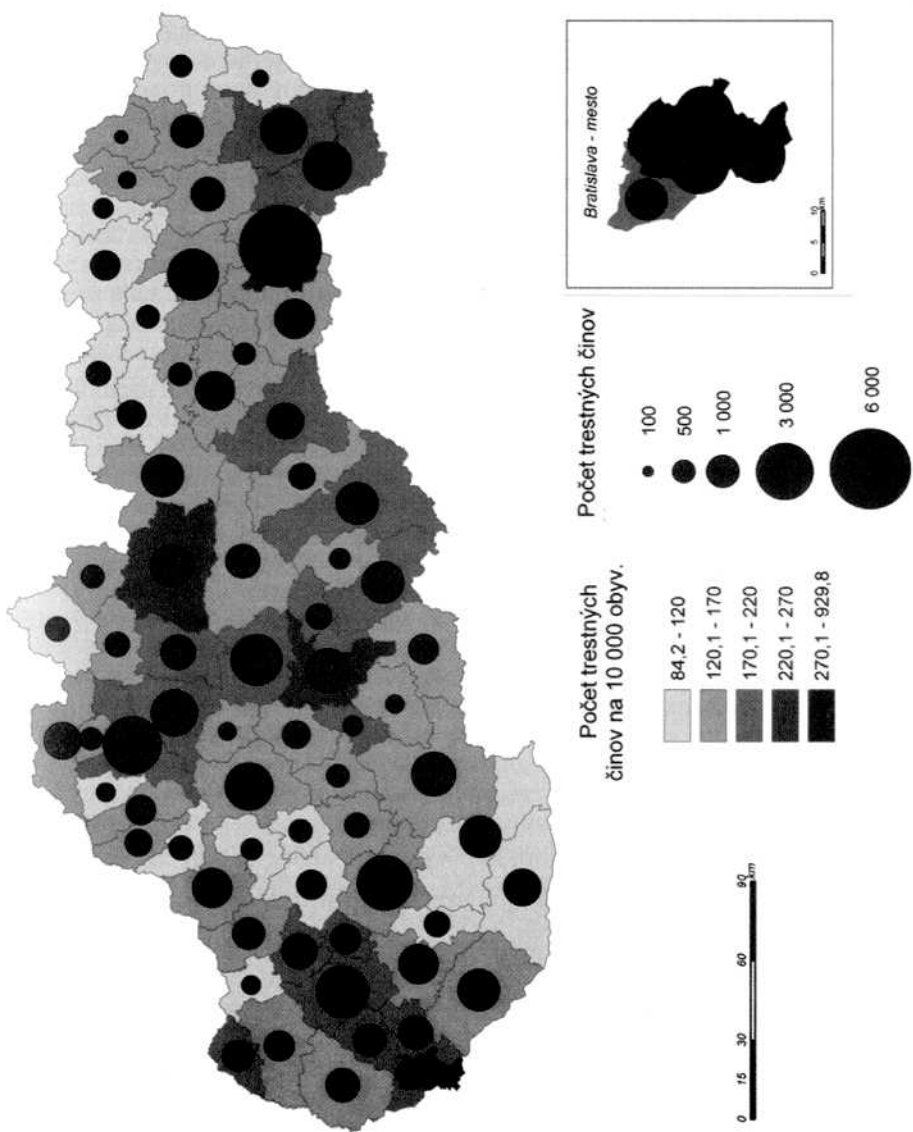 Bratislava - mesto
0 5 10 km
Počet trestných činov
100
500
1 000
3 000
6 000
Počet trestných
činov na 10 000 obyv.
84,2 - 120
120,1 - 170
170,1 - 220
220,1 - 270
270,1 - 929,8
0 15 30 60 90 km